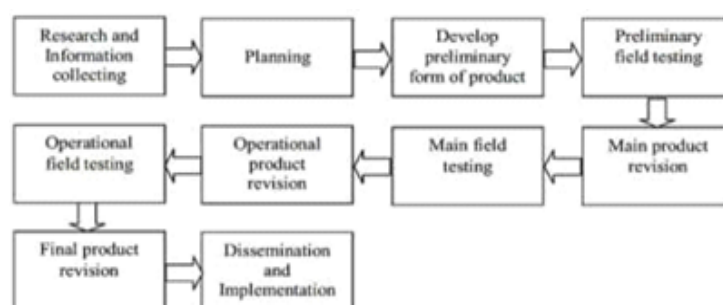 Research and
Information
collecting
Planning
Develop
preliminary
form of product
Preliminary
field testing
Main product
revision
Main field
testing
Operational
product
revision
Operational
field testing
Final product
revision
Dissemination
and
Implementation